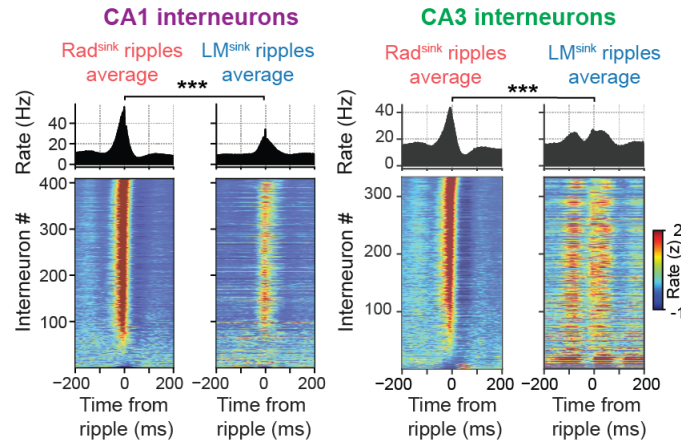 CA1 interneurons
CA3 interneurons
Radsink ripples average
LMsink ripples average
Radsink ripples average
LMsink ripples average
***
***
Rate (Hz)
40
20
0
Rate (Hz)
40
20
0
Interneuron #
400
300
200
100
Interneuron #
300
200
100
2
Rate (z)
-1
−200 0 200
−200 0 200
−200 0 200
−200 0 200
Time from ripple (ms)
Time from ripple (ms)
Time from ripple (ms)
Time from ripple (ms)